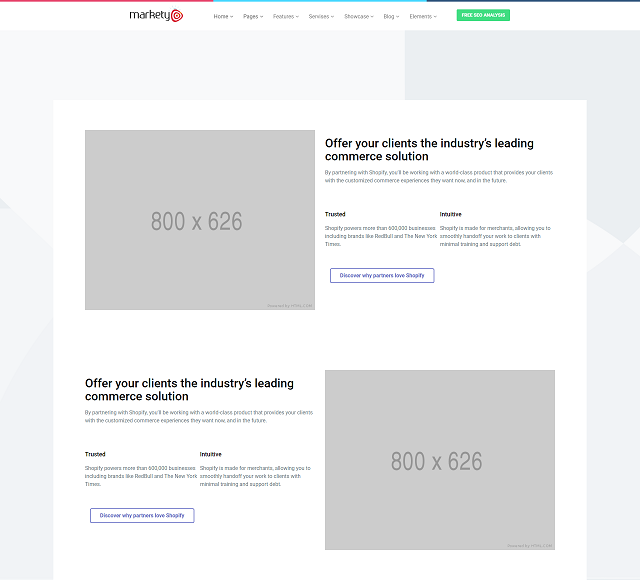 markety
Home Pages Features Services Showcase Blog Elements FREE SEO ANALYSIS
800 x 626
Powered by HTML.COM
Offer your clients the industry's leading
commerce solution
By partnering with Shopify, you'll be working with a world-class product that provides your clients
with the customized commerce experiences they want now, and in the future.
Trusted
Shopify powers more than 600,000 businesses
including brands like RedBull and The New York
Times.
Intuitive
Shopify is made for merchants, allowing you to
smoothly handoff your work to clients with
minimal training and support debt.
Discover why partners love Shopify
Offer your clients the industry's leading
commerce solution
By partnering with Shopify, you'll be working with a world-class product that provides your clients
with the customized commerce experiences they want now, and in the future.
Trusted
Shopify powers more than 600,000 businesses
including brands like RedBull and The New York
Times.
Intuitive
Shopify is made for merchants, allowing you to
smoothly handoff your work to clients with
minimal training and support debt.
Discover why partners love Shopify
800 x 626
Powered by HTML.COM